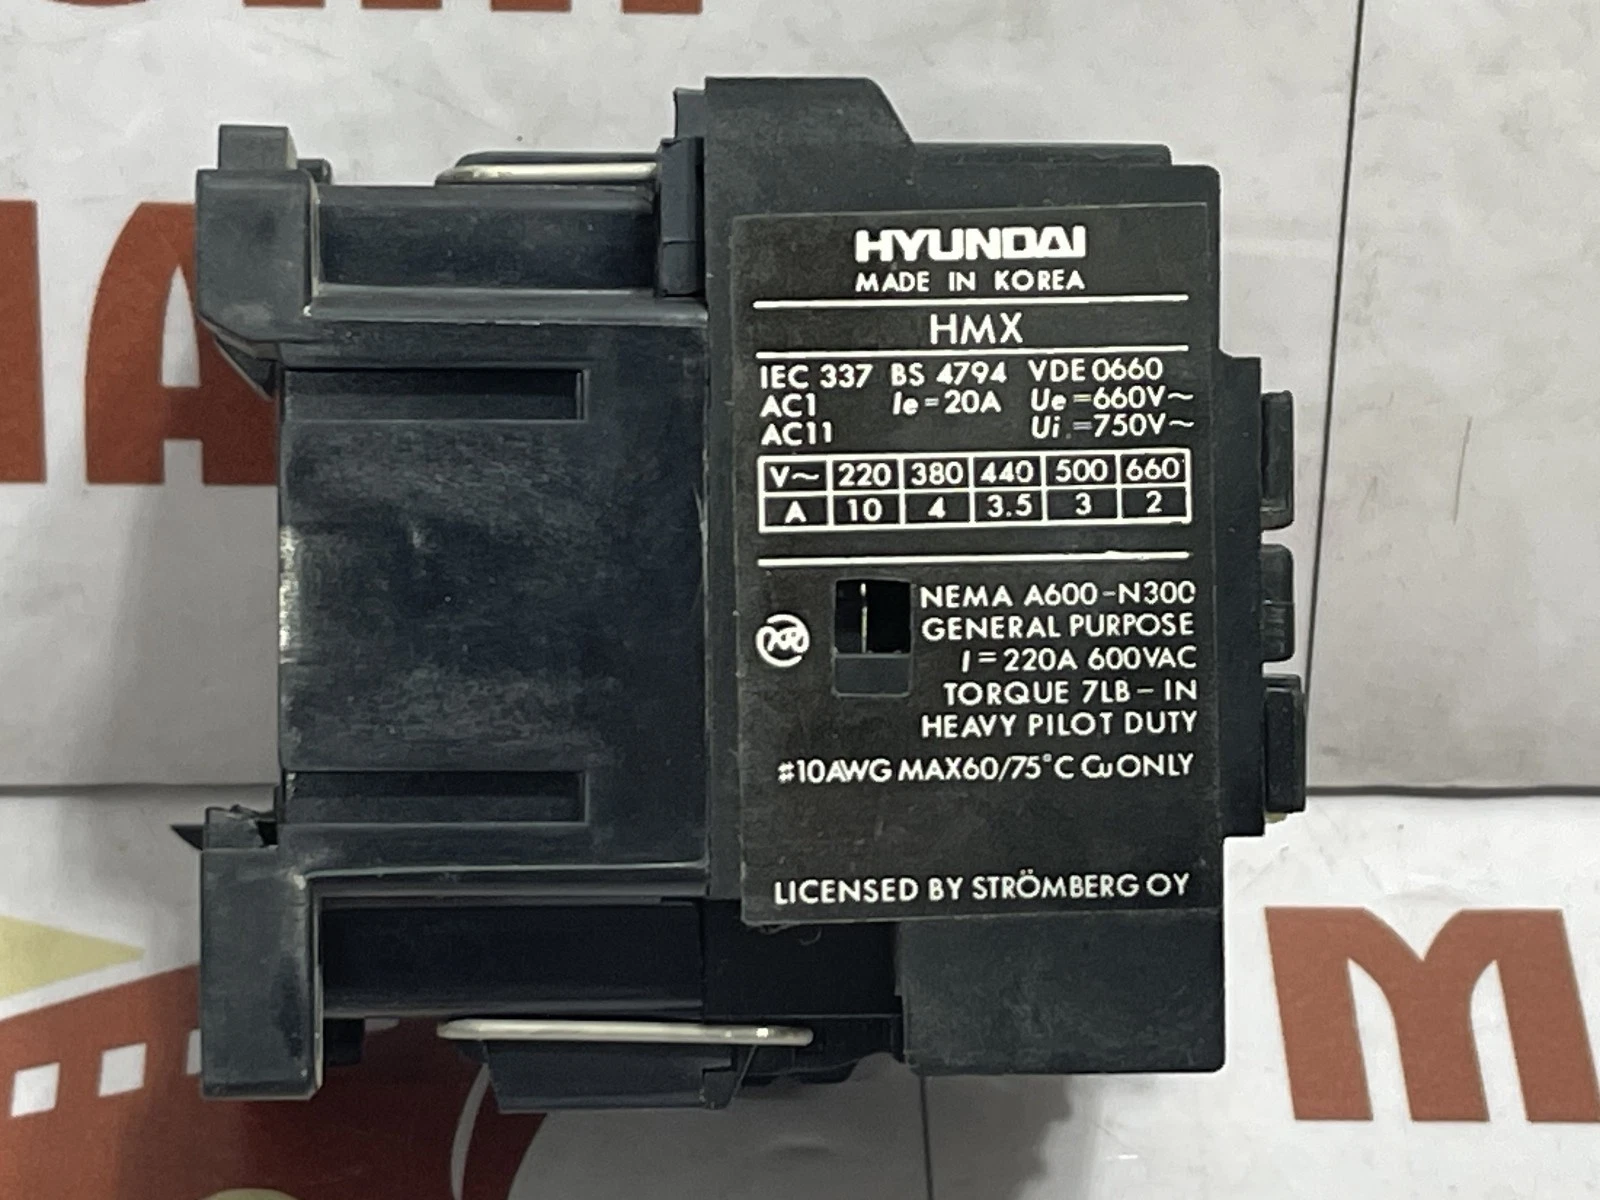 HYUNDAI
MADE IN KOREA
HMX
IEC 337 BS 4794 VDE 0660
AC1 Ie=20A Ue=660V~
AC11 Ui=750V~
V~ 220 380 440 500 660
A 10 4 3.5 3 2
NEMA A600-N300
GENERAL PURPOSE
I=220A 600VAC
TORQUE 7LB-IN
HEAVY PILOT DUTY
#10AWG MAX60/75°C Cu ONLY
LICENSED BY STRÖMBERG OY
M